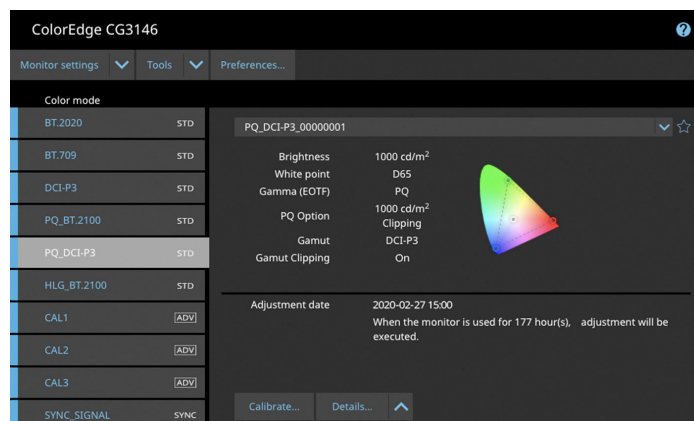 ColorEdge CG3146
?
Monitor settings Tools Preferences...
Color mode
BT.2020 STD
BT.709 STD
DCI-P3 STD
PQ_BT.2100 STD
PQ_DCI-P3 STD
HLG_BT.2100 STD
CAL1 ADV
CAL2 ADV
CAL3 ADV
SYNC_SIGNAL SYNC
PQ_DCI-P3_00000001
Brightness 1000 cd/m²
White point D65
Gamma (EOTF) PQ
PQ Option 1000 cd/m²
Clipping
Gamut DCI-P3
Gamut Clipping On
Adjustment date 2020-02-27 15:00
When the monitor is used for 177 hour(s), adjustment will be
executed.
Calibrate... Details...